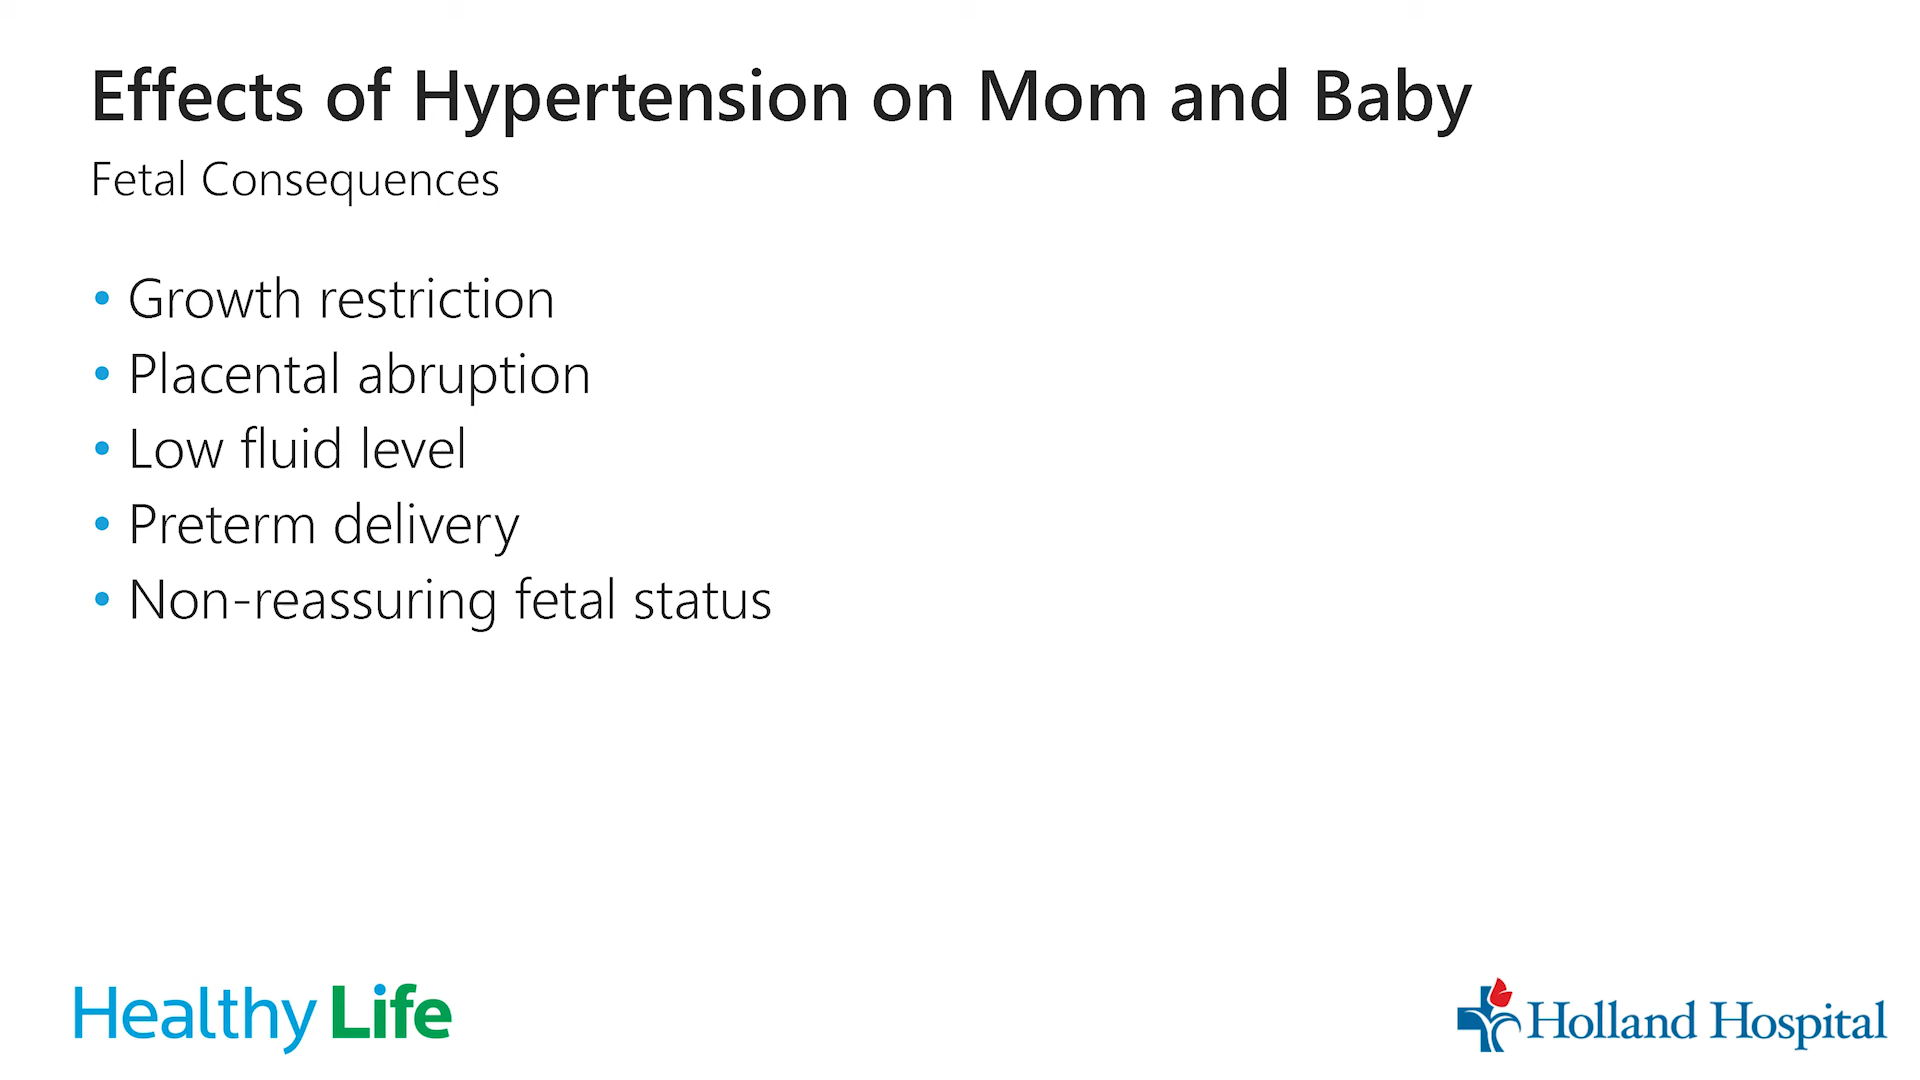 Effects of Hypertension on Mom and Baby
Fetal Consequences
• Growth restriction
• Placental abruption
• Low fluid level
• Preterm delivery
• Non-reassuring fetal status
Healthy Life
Holland Hospital